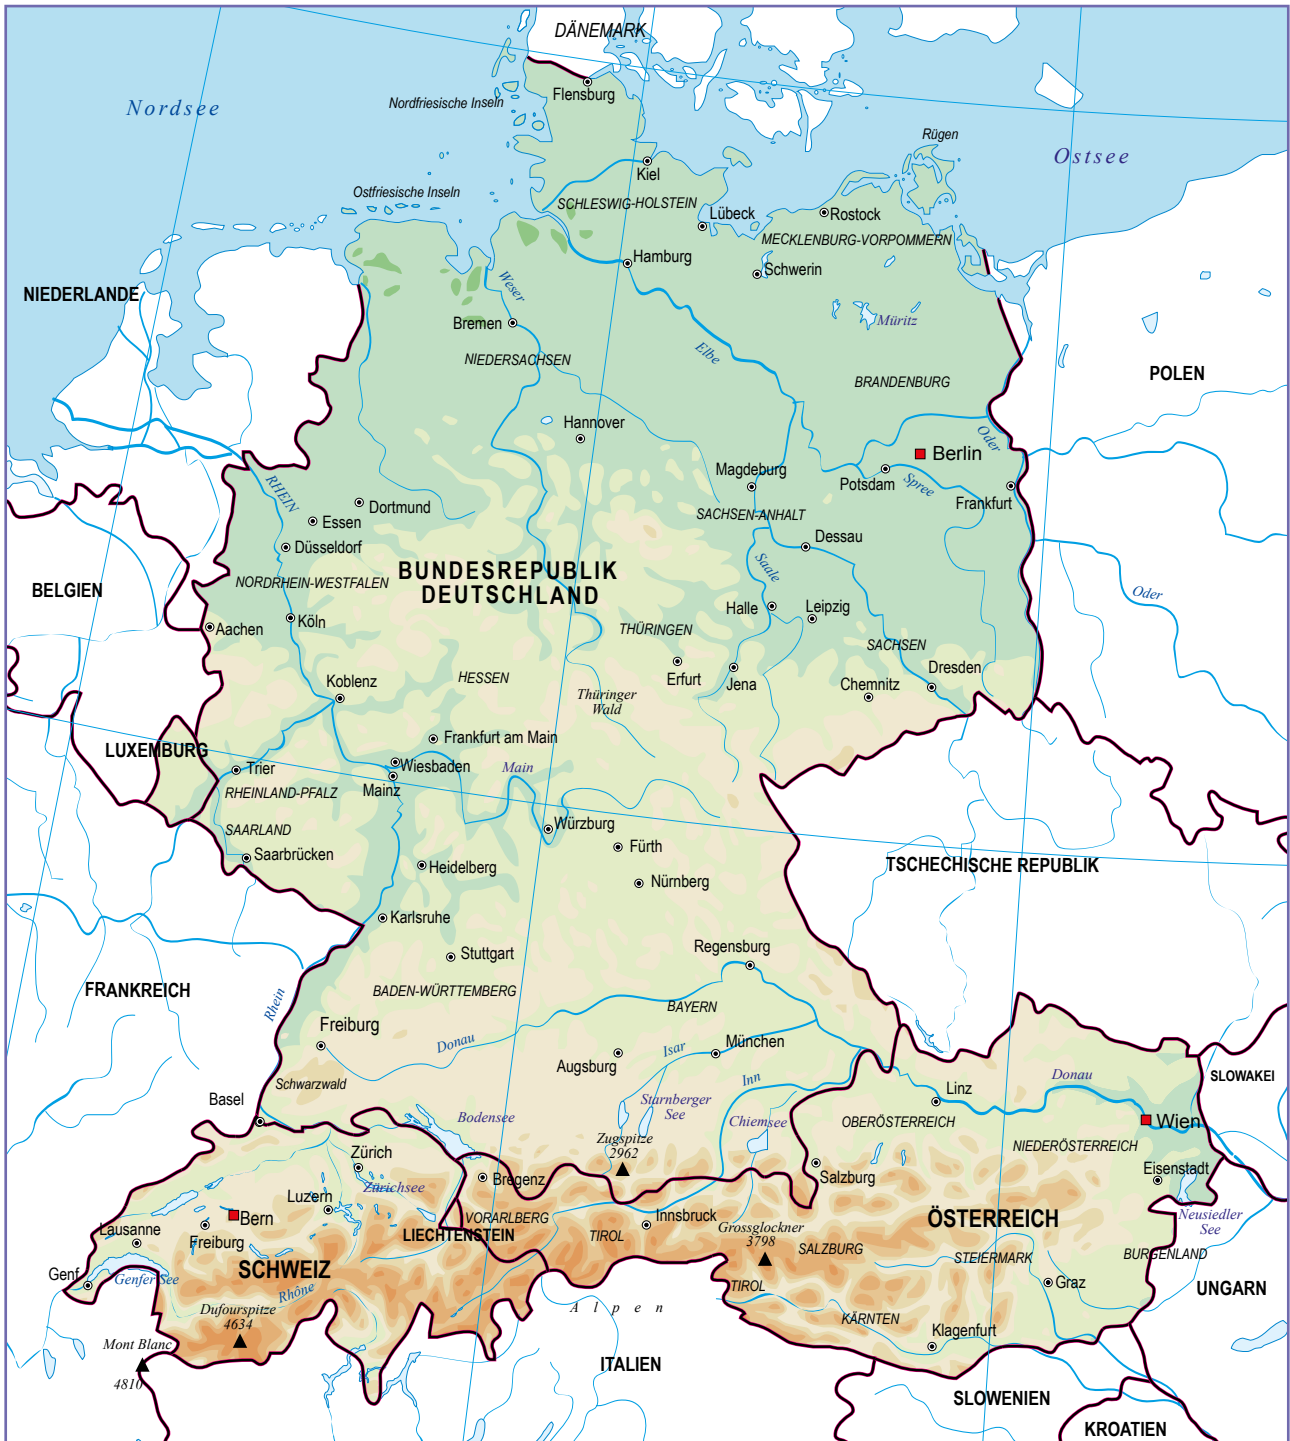 DÄNEMARK
Flensburg
Nordsee
Nordfriesische Inseln
Rügen
Ostsee
Kiel
Ostfriesische Inseln
SCHLESWIG-HOLSTEIN
Lübeck
Rostock
MECKLENBURG-VORPOMMERN
Hamburg
Schwerin
NIEDERLANDE
Weser
Bremen
Müritz
NIEDERSACHSEN
Elbe
POLEN
BRANDENBURG
Hannover
Oder
Berlin
Magdeburg
Potsdam
Spree
Frankfurt
RHEIN
Dortmund
Essen
SACHSEN-ANHALT
Düsseldorf
Dessau
BUNDESREPUBLIK
DEUTSCHLAND
NORDRHEIN-WESTFALEN
Saale
BELGIEN
Oder
Halle
Leipzig
Köln
Aachen
THÜRINGEN
SACHSEN
Koblenz
HESSEN
Erfurt
Jena
Chemnitz
Dresden
Thüringer
Wald
LUXEMBURG
Frankfurt am Main
Trier
Wiesbaden
Main
Mainz
RHEINLAND-PFALZ
SAARLAND
Würzburg
Saarbrücken
Fürth
Heidelberg
TSCHECHISCHE REPUBLIK
Nürnberg
Karlsruhe
Stuttgart
Regensburg
FRANKREICH
BADEN-WÜRTTEMBERG
Rhein
BAYERN
Freiburg
Donau
Isar
München
Augsburg
Schwarzwald
Inn
Linz
Donau
SLOWAKEI
Basel
Bodensee
Starnberger
See
Chiemsee
OBERÖSTERREICH
Wien
Zugspitze
2962
NIEDERÖSTERREICH
Zürich
Bregenz
Salzburg
Eisenstadt
Zürichsee
Luzern
Bern
VORARLBERG
Innsbruck
Grossglockner
3798
ÖSTERREICH
Neusiedler
See
Lausanne
Freiburg
LIECHTENSTEIN
TIROL
SALZBURG
STEIERMARK
BURGENLAND
Genf
Genfer See
SCHWEIZ
Rhône
TIROL
Graz
UNGARN
Dufourspitze
4634
Alpen
KÄRNTEN
Klagenfurt
Mont Blanc
4810
ITALIEN
SLOWENIEN
KROATIEN